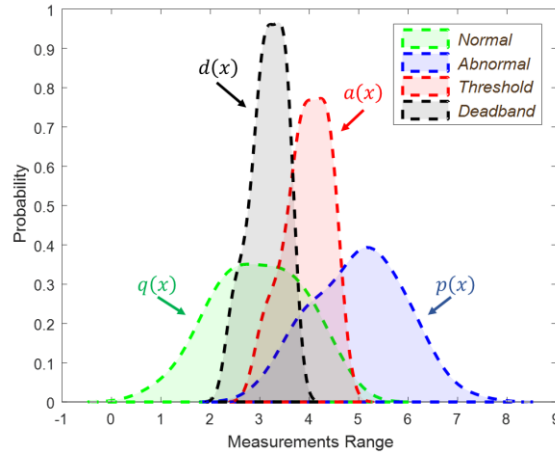 1
0.9
0.8
0.7
0.6
0.5
0.4
0.3
0.2
0.1
0
Probability
d(x)
a(x)
q(x)
p(x)
Normal
Abnormal
Threshold
Deadband
-1 0 1 2 3 4 5 6 7 8 9
Measurements Range